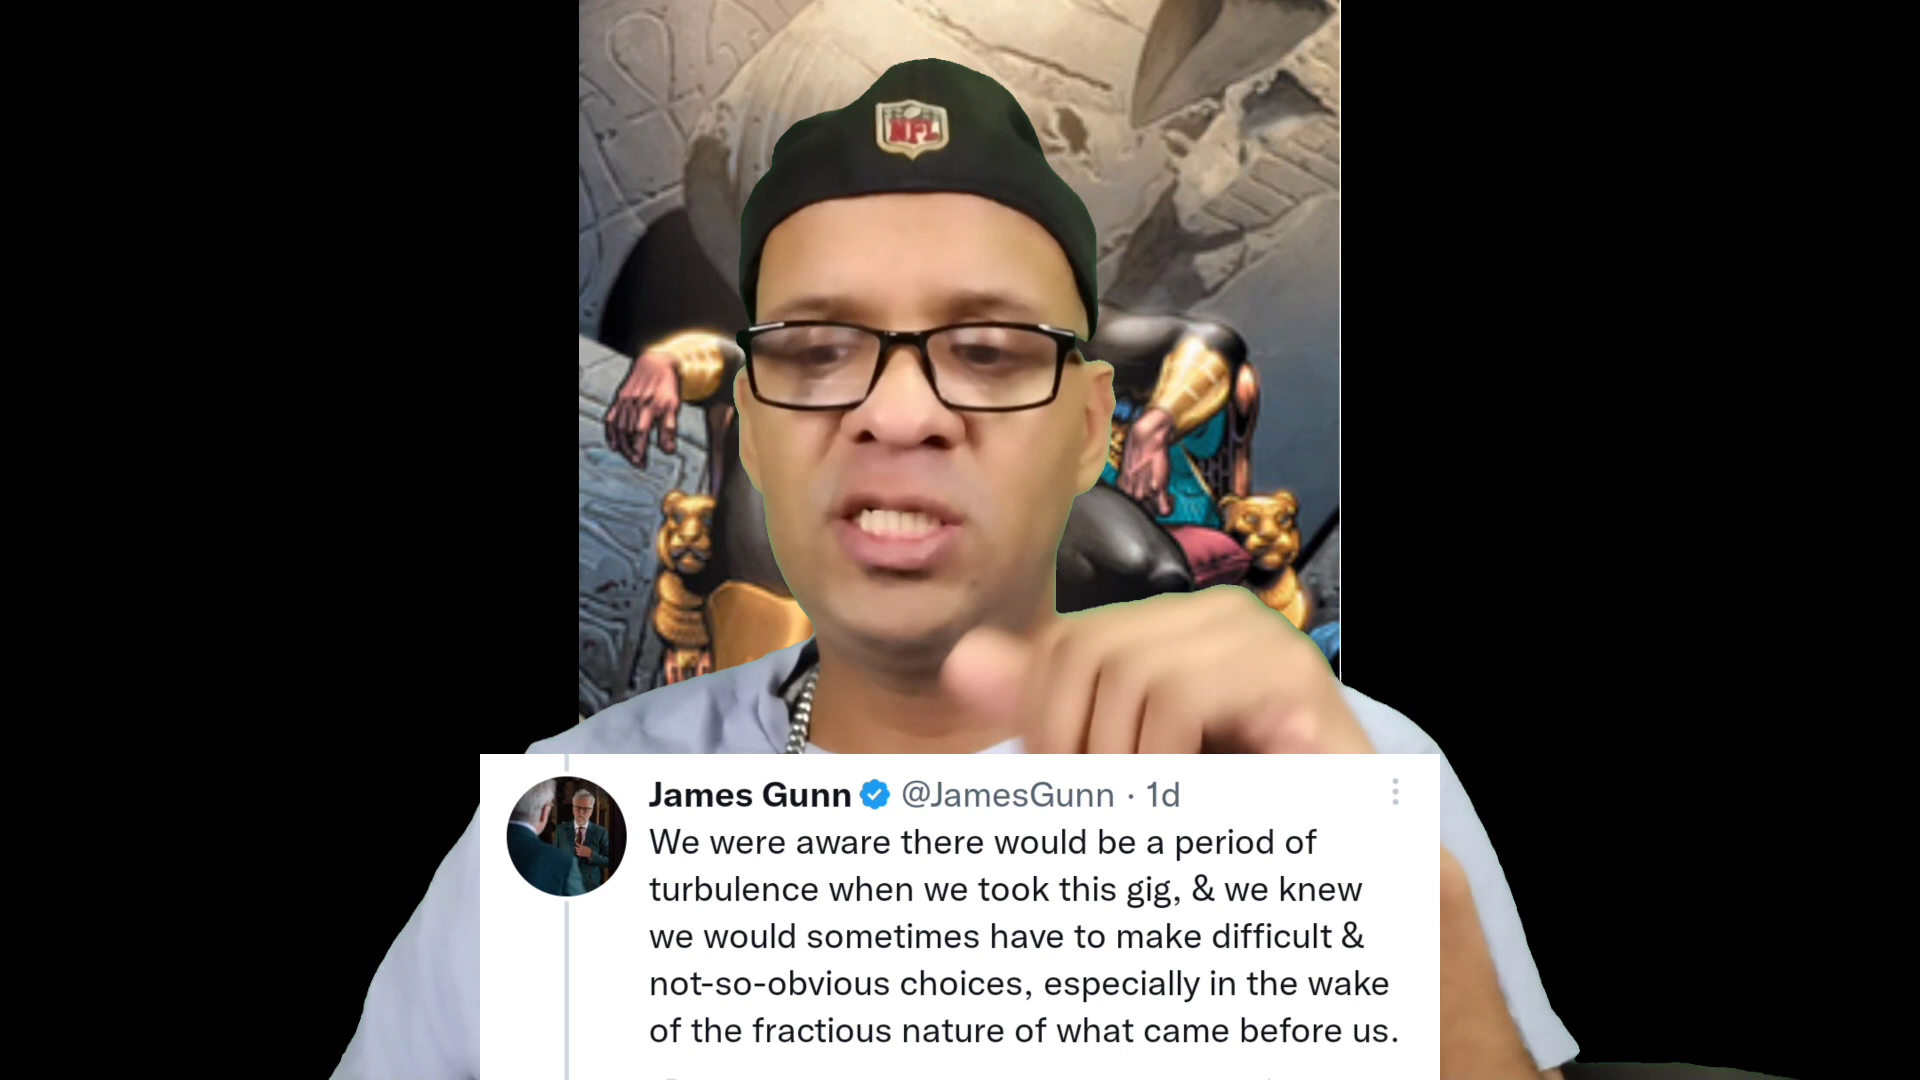 NFL
James Gunn @JamesGunn · 1d
We were aware there would be a period of
turbulence when we took this gig, & we knew
we would sometimes have to make difficult &
not-so-obvious choices, especially in the wake
of the fractious nature of what came before us.